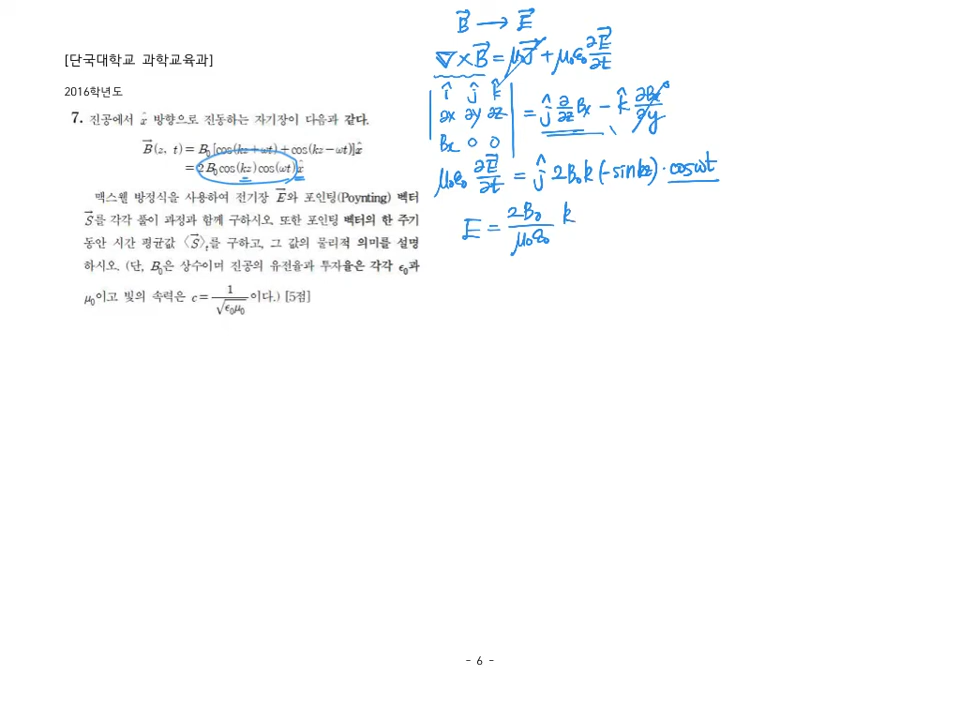 [단국대학교 과학교육과]
2016학년도
7. 진공에서 x̂ 방향으로 진동하는 자기장이 다음과 같다.
B⃗(z, t) = B₀[cos(kz+ωt)+cos(kz−ωt)]x̂
= 2B₀cos(kz)cos(ωt)x̂
맥스웰 방정식을 사용하여 전기장 E⃗와 포인팅(Poynting) 벡터
S⃗를 각각 풀이 과정과 함께 구하시오. 또한 포인팅 벡터의 한 주기
동안 시간 평균값 ⟨S⃗⟩ₜ를 구하고, 그 값의 물리적 의미를 설명
하시오. (단, B₀은 상수이며 진공의 유전율과 투자율은 각각 ε₀과
μ₀이고 빛의 속력은 c = 1/√(ε₀μ₀) 이다.) [5점]
B⃗ → E⃗
∇×B⃗ = μJ⃗ + μ₀ε₀ ∂E⃗/∂t
| î ĵ k̂ |
| ∂x ∂y ∂z | = ĵ ∂/∂z Bx − k̂ ∂Bx/∂y 0
| Bx 0 0 |
μ₀ε₀ ∂E⃗/∂t = ĵ 2B₀k(−sinkz)·cosωt
E = 2B₀/μ₀ε₀ k
- 6 -